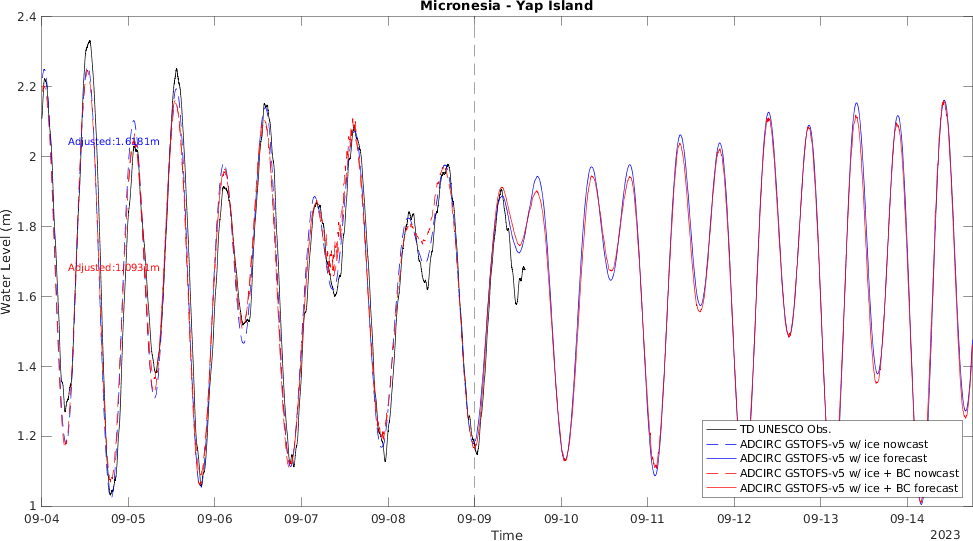 Micronesia - Yap Island
2.4
2.2
2
1.8
1.6
1.4
1.2
1
Water Level (m)
Adjusted:1.6181m
Adjusted:1.0931m
TD UNESCO Obs.
ADCIRC GSTOFS-v5 w/ ice nowcast
ADCIRC GSTOFS-v5 w/ ice forecast
ADCIRC GSTOFS-v5 w/ ice + BC nowcast
ADCIRC GSTOFS-v5 w/ ice + BC forecast
09-04 09-05 09-06 09-07 09-08 09-09 09-10 09-11 09-12 09-13 09-14
Time
2023